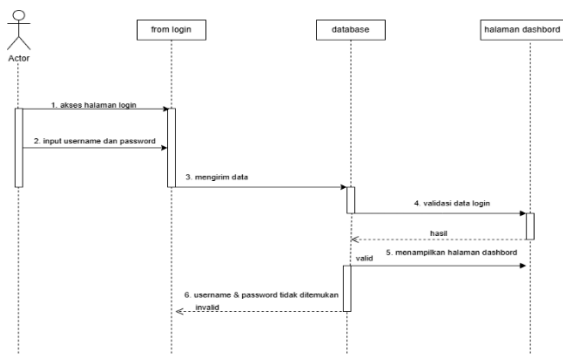 Actor
from login
database
halaman dashbord
1. akses halaman login
2. input username dan password
3. mengirim data
4. validasi data login
hasil
5. menampilkan halaman dashbord
valid
6. username & password tidak ditemukan
invalid